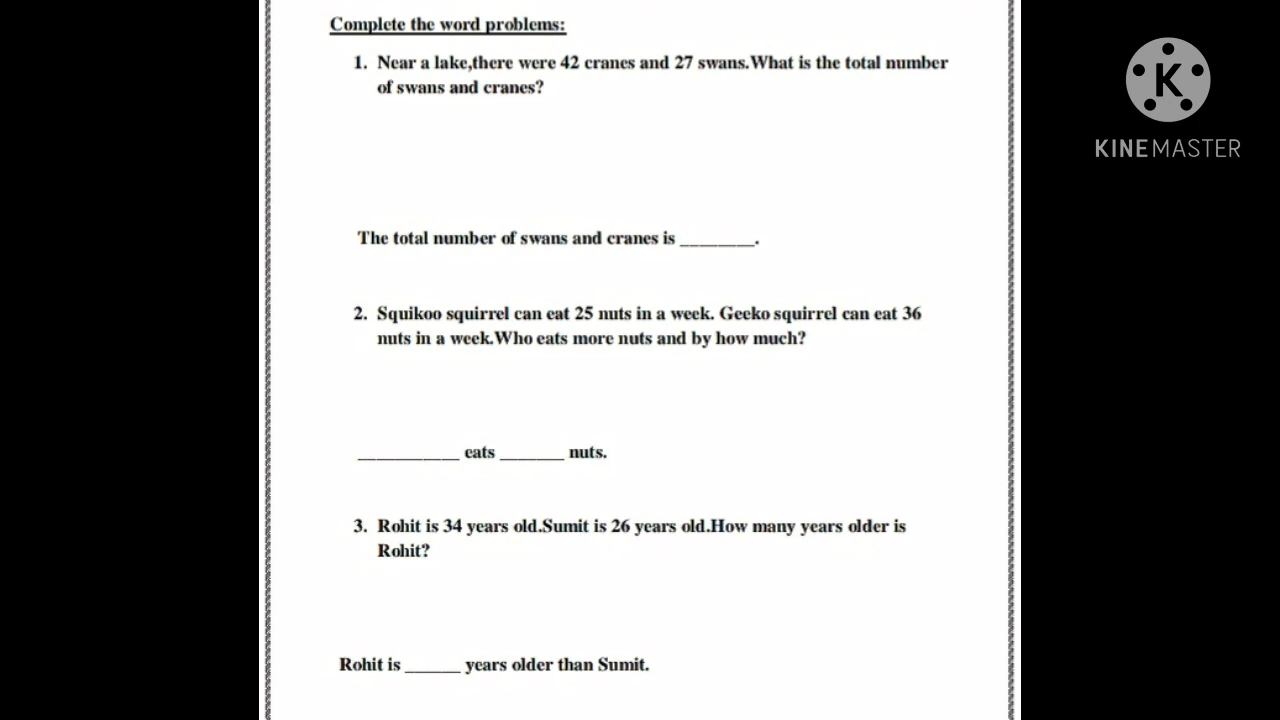 Complete the word problems:
1. Near a lake,there were 42 cranes and 27 swans.What is the total number
of swans and cranes?
The total number of swans and cranes is ________.
2. Squikoo squirrel can eat 25 nuts in a week. Geeko squirrel can eat 36
nuts in a week.Who eats more nuts and by how much?
___________ eats _______ nuts.
3. Rohit is 34 years old.Sumit is 26 years old.How many years older is
Rohit?
Rohit is ______ years older than Sumit.
K
KINEMASTER